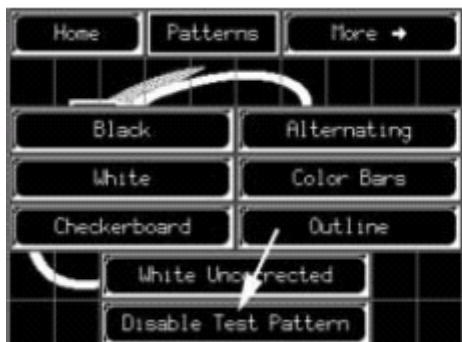 Home Patterns More →
Black Alternating
White Color Bars
Checkerboard Outline
White Uncorrected
Disable Test Pattern